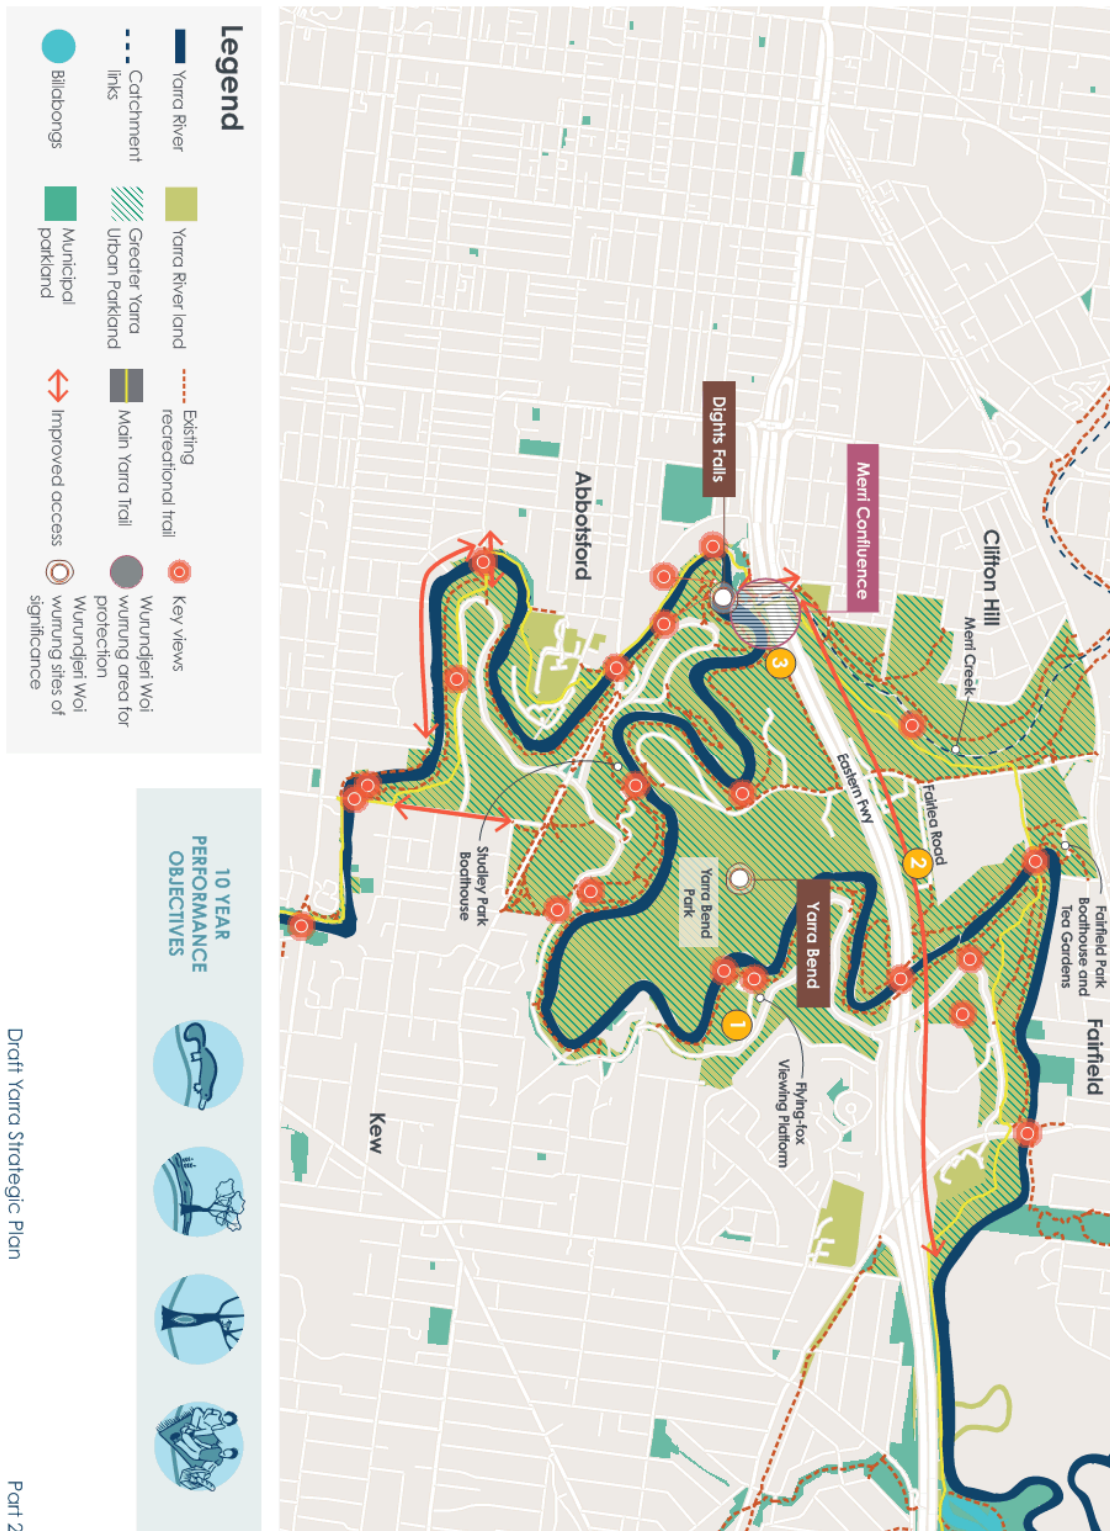 Legend
Yarra River
Catchment
links
Billabongs
Yarra River land
Greater Yarra
Urban Parkland
Municipal
parkland
Existing
recreational trail
Main Yarra Trail
Improved access
Key views
Wurundjeri Woi
wurrung area for
protection
Wurundjeri Woi
wurrung sites of
significance
Clifton Hill
Merri Creek
Merri Confluence
Dights Falls
Abbotsford
3
Eastern Fwy
Fairlea Road
2
Fairfield Park
Boathouse and
Tea Gardens
Fairfield
Studley Park
Boathouse
Yarra Bend
Park
Yarra Bend
1
Flying-fox
Viewing Platform
Kew
10 YEAR
PERFORMANCE
OBJECTIVES
Draft Yarra Strategic Plan
Part 2